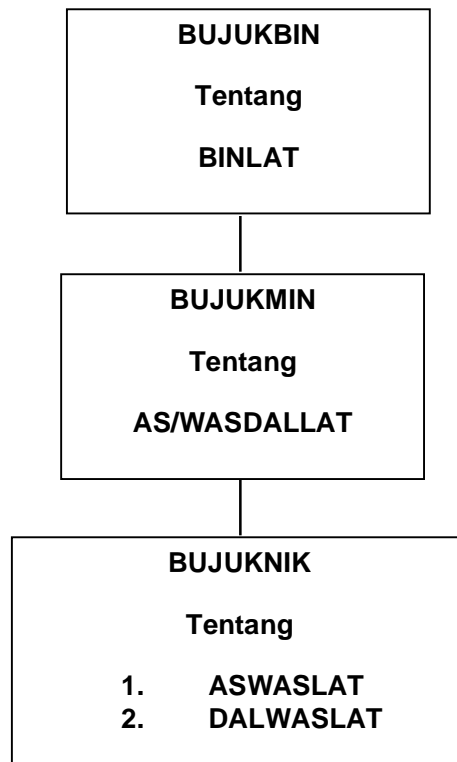 BUJUKBIN
Tentang
BINLAT
BUJUKMIN
Tentang
AS/WASDALLAT
BUJUKNIK
Tentang
1. ASWASLAT
2. DALWASLAT